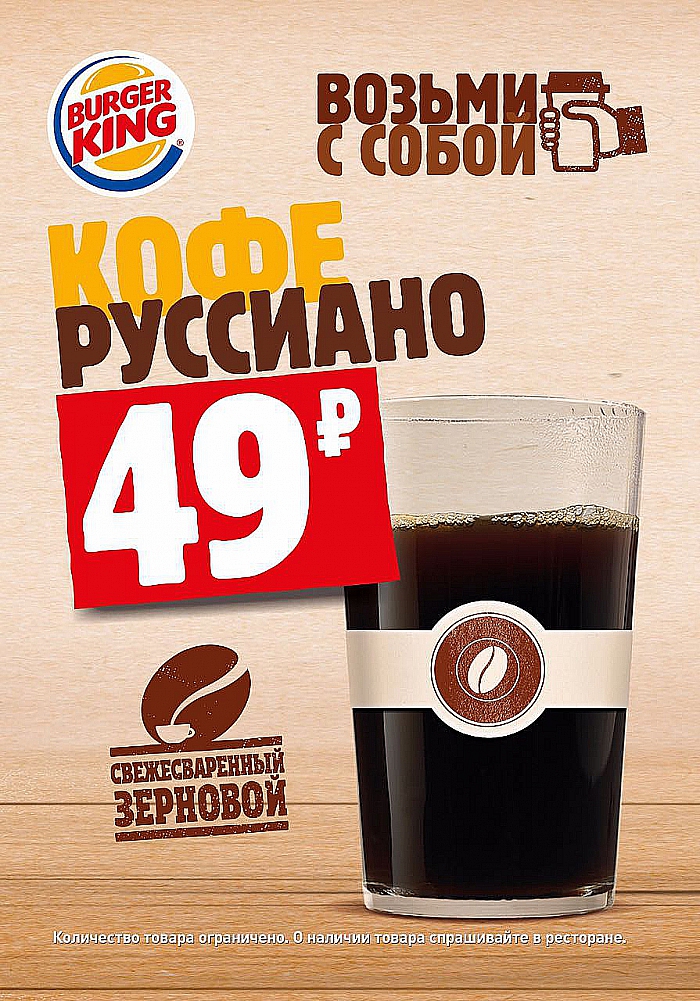 BURGER
KING
®
ВОЗЬМИ
С СОБОЙ
КОФЕ
РУССИАНО
49₽
СВЕЖЕСВАРЕННЫЙ
ЗЕРНОВОЙ
Количество товара ограничено. О наличии товара спрашивайте в ресторане.